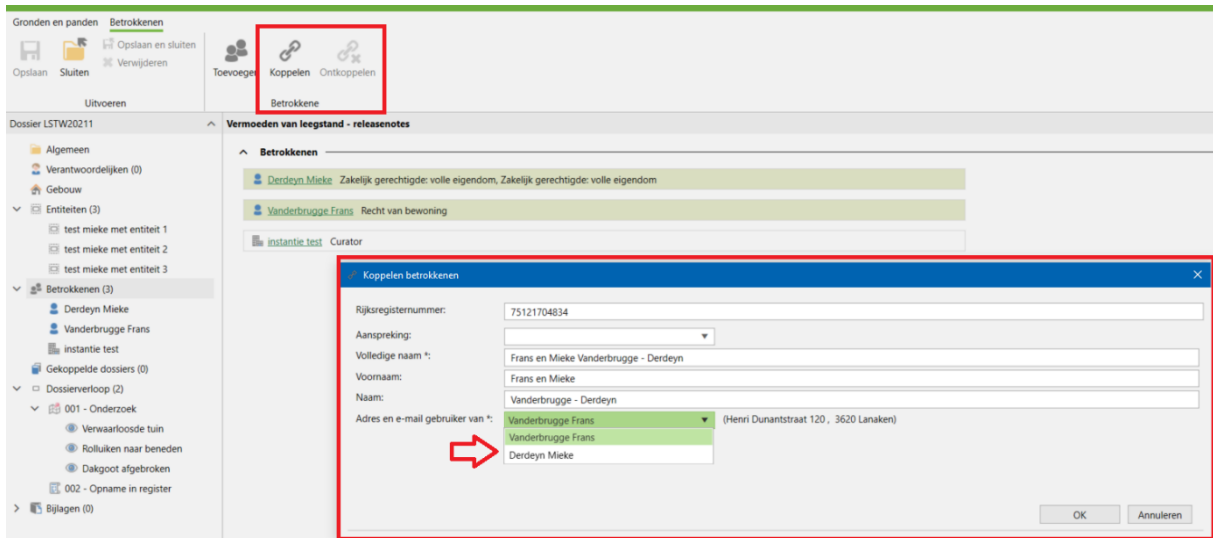 Gronden en panden Betrokkenen
Opslaan en sluiten
Verwijderen
Opslaan Sluiten Toevoeger Koppelen Ontkoppelen
Uitvoeren Betrokkene
Dossier LSTW20211 Vermoeden van leegstand - releasenotes
Algemeen
Verantwoordelijken (0)
Gebouw
Entiteiten (3)
test mieke met entiteit 1
test mieke met entiteit 2
test mieke met entiteit 3
Betrokkenen (3)
Derdeyn Mieke
Vanderbrugge Frans
instantie test
Gekoppelde dossiers (0)
Dossierverloop (2)
001 - Onderzoek
Verwaarloosde tuin
Rolluiken naar beneden
Dakgoot afgebroken
002 - Opname in register
Bijlagen (0)
Betrokkenen
Derdeyn Mieke Zakelijk gerechtigde: volle eigendom, Zakelijk gerechtigde: volle eigendom
Vanderbrugge Frans Recht van bewoning
instantie test Curator
Koppelen betrokkenen
Rijksregisternummer: 75121704834
Aanspreking:
Volledige naam *: Frans en Mieke Vanderbrugge - Derdeyn
Voornaam: Frans en Mieke
Naam: Vanderbrugge - Derdeyn
Adres en e-mail gebruiker van *: Vanderbrugge Frans (Henri Dunantstraat 120 , 3620 Lanaken)
Vanderbrugge Frans
Derdeyn Mieke
OK Annuleren